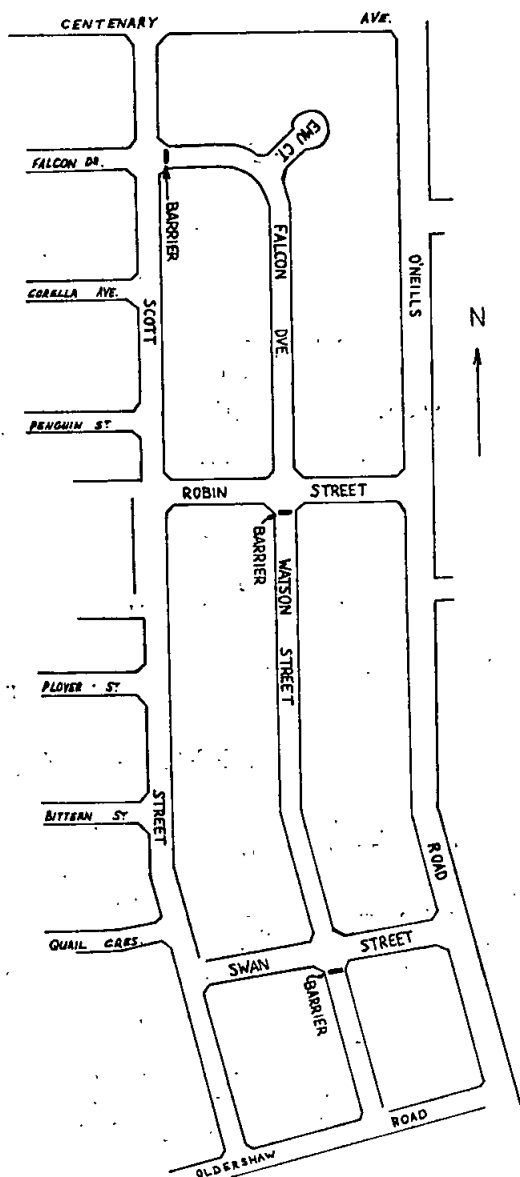 CENTENARY AVE.
EMU CT.
FALCON DR.
BARRIER
FALCON DVE.
O'NEILLS
N
CORELLA AVE.
SCOTT
PENGUIN ST
ROBIN STREET
BARRIER
WATSON STREET
PLOVER ST
BITTERN ST
STREET
ROAD
QUAIL CRES.
SWAN STREET
BARRIER
OLDERSHAW ROAD